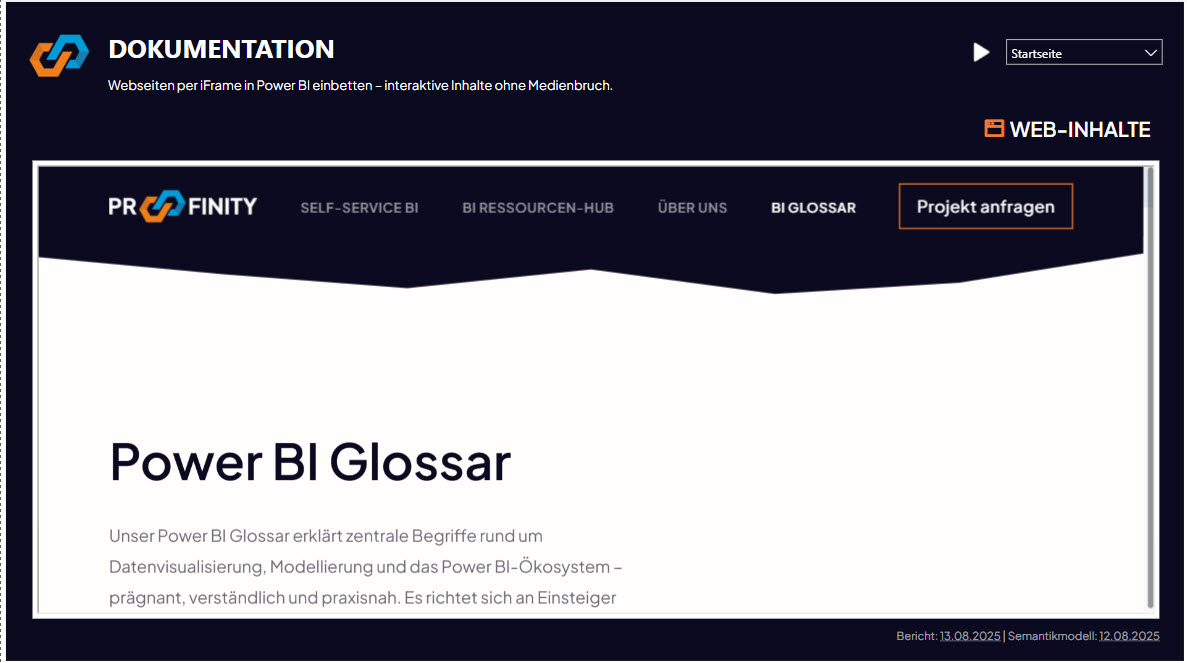 DOKUMENTATION
Startseite
Webseiten per iFrame in Power BI einbetten – interaktive Inhalte ohne Medienbruch.
WEB-INHALTE
PR FINITY
SELF-SERVICE BI
BI RESSOURCEN-HUB
ÜBER UNS
BI GLOSSAR
Projekt anfragen
Power BI Glossar
Unser Power BI Glossar erklärt zentrale Begriffe rund um
Datenvisualisierung, Modellierung und das Power BI-Ökosystem –
prägnant, verständlich und praxisnah. Es richtet sich an Einsteiger
Bericht: 13.08.2025 | Semantikmodell: 12.08.2025